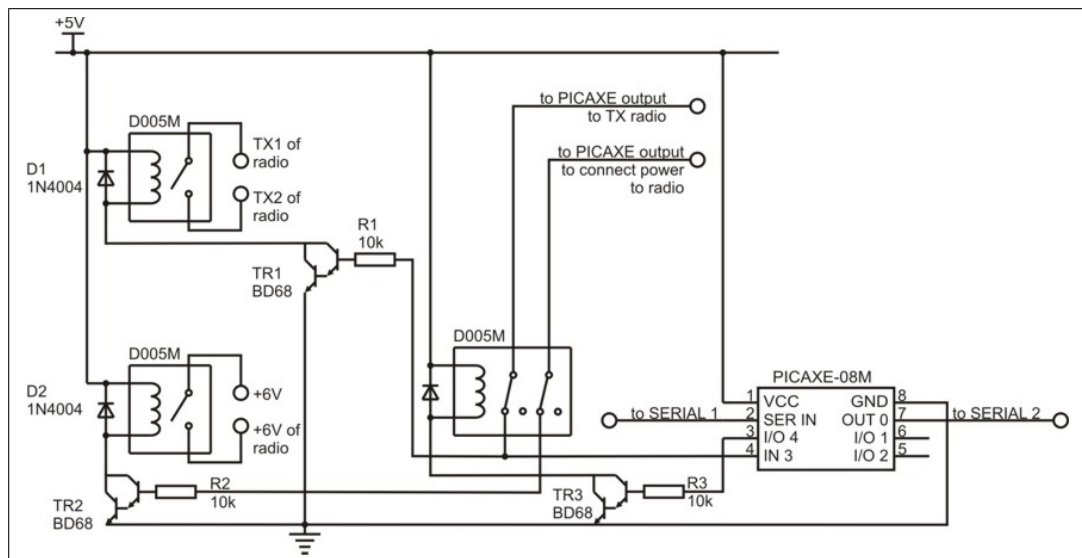 +5V
D005M
TX1 of
radio
TX2 of
radio
D1
1N4004
R1
10k
TR1
BD68
to PICAXE output
to TX radio
to PICAXE output
to connect power
to radio
D005M
+6V
+6V of
radio
D2
1N4004
R2
10k
TR2
BD68
D005M
TR3
BD68
R3
10k
PICAXE-08M
1 VCC GND 8
2 SER IN OUT 0 7
3 I/O 4 I/O 1 6
4 IN 3 I/O 2 5
to SERIAL 1
to SERIAL 2